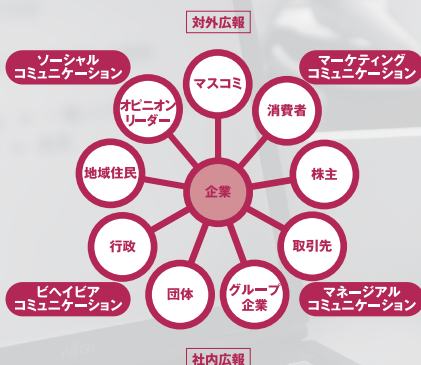 対外広報
ソーシャル
コミュニケーション
マーケティング
コミュニケーション
マスコミ
オピニオン
リーダー
消費者
地域住民
企業
株主
行政
取引先
団体
グループ
企業
ビヘイビア
コミュニケーション
マネージアル
コミュニケーション
社内広報